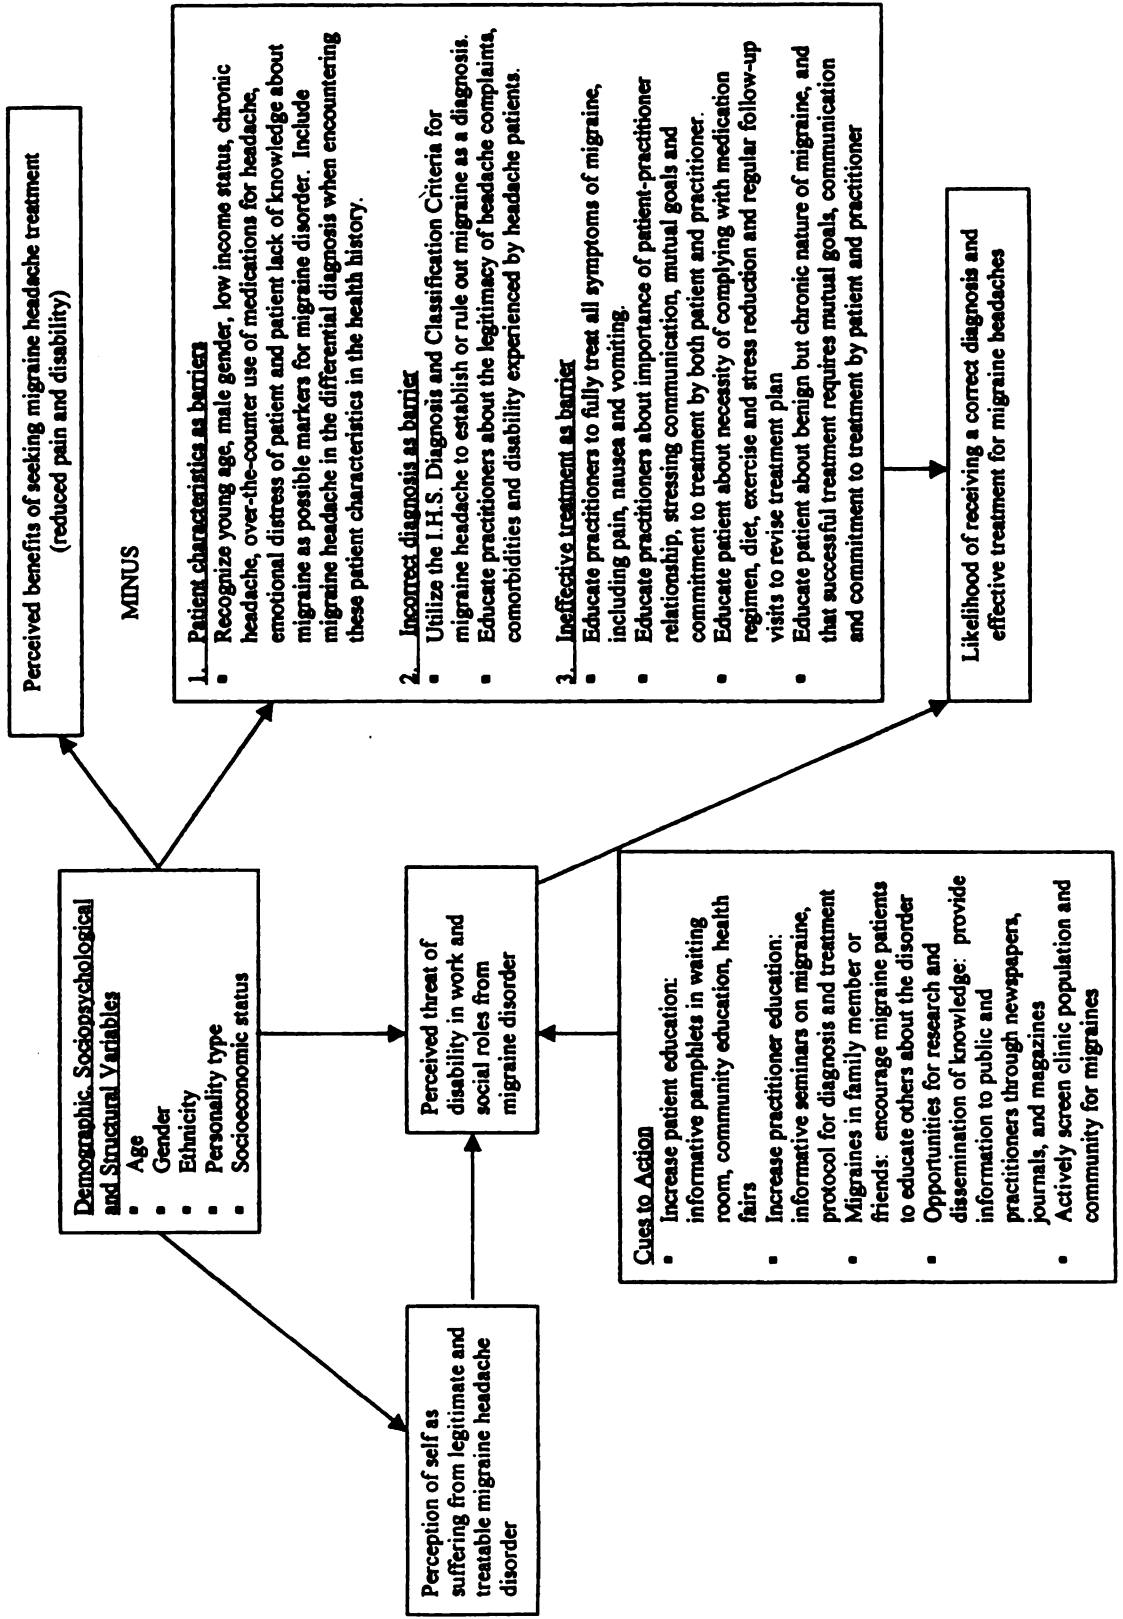 Perception of self as
suffering from legitimate and
treatable migraine headache
disorder
Demographic, Sociopsychological
and Structural Variables
▪ Age
▪ Gender
▪ Ethnicity
▪ Personality type
▪ Socioeconomic status
Perceived threat of
disability in work and
social roles from
migraine disorder
Cues to Action
▪ Increase patient education:
informative pamphlets in waiting
room, community education, health
fairs
▪ Increase practitioner education:
informative seminars on migraine,
protocol for diagnosis and treatment
▪ Migraines in family member or
friends: encourage migraine patients
to educate others about the disorder
▪ Opportunities for research and
dissemination of knowledge: provide
information to public and
practitioners through newspapers,
journals, and magazines
▪ Actively screen clinic population and
community for migraines
Perceived benefits of seeking migraine headache treatment
(reduced pain and disability)
MINUS
1. Patient characteristics as barriers
▪ Recognize young age, male gender, low income status, chronic
headache, over-the-counter use of medications for headache,
emotional distress of patient and patient lack of knowledge about
migraine as possible markers for migraine disorder. Include
migraine headache in the differential diagnosis when encountering
these patient characteristics in the health history.
2. Incorrect diagnosis as barrier
▪ Utilize the I.H.S. Diagnosis and Classification Criteria for
migraine headache to establish or rule out migraine as a diagnosis.
▪ Educate practitioners about the legitimacy of headache complaints,
comorbidities and disability experienced by headache patients.
3. Ineffective treatment as barrier
▪ Educate practitioners to fully treat all symptoms of migraine,
including pain, nausea and vomiting.
▪ Educate practitioners about importance of patient-practitioner
relationship, stressing communication, mutual goals and
commitment to treatment by both patient and practitioner.
▪ Educate patient about necessity of complying with medication
regimen, diet, exercise and stress reduction and regular follow-up
visits to revise treatment plan
▪ Educate patient about benign but chronic nature of migraine, and
that successful treatment requires mutual goals, communication
and commitment to treatment by patient and practitioner
Likelihood of receiving a correct diagnosis and
effective treatment for migraine headaches